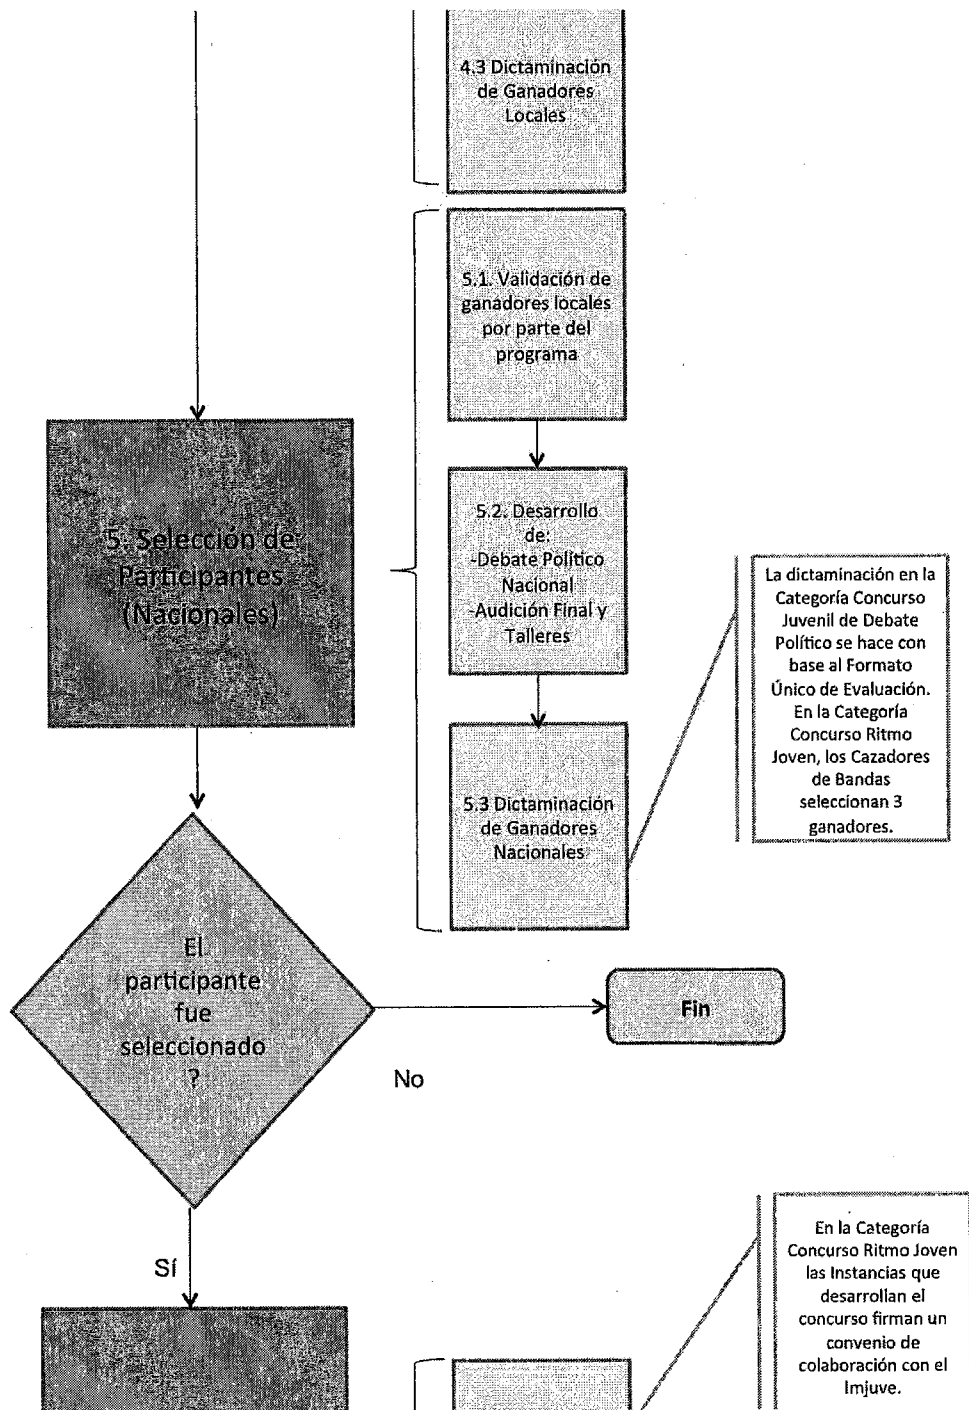 4.3 Dictaminación
de Ganadores
Locales
5.1. Validación de
ganadores locales
por parte del
programa
5. Selección de
Participantes
(Nacionales)
5.2. Desarrollo
de:
-Debate Político
Nacional
-Audición Final y
Talleres
La dictaminación en la
Categoría Concurso
Juvenil de Debate
Político se hace con
base al Formato
Único de Evaluación.
En la Categoría
Concurso Ritmo
Joven, los Cazadores
de Bandas
seleccionan 3
ganadores.
5.3 Dictaminación
de Ganadores
Nacionales
El
participante
fue
seleccionado
?
Fin
No
Sí
En la Categoría
Concurso Ritmo Joven
las Instancias que
desarrollan el
concurso firman un
convenio de
colaboración con el
Imjuve.